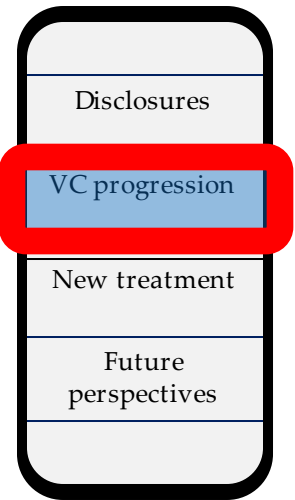 Disclosures
VC progression
New treatment
Future
perspectives